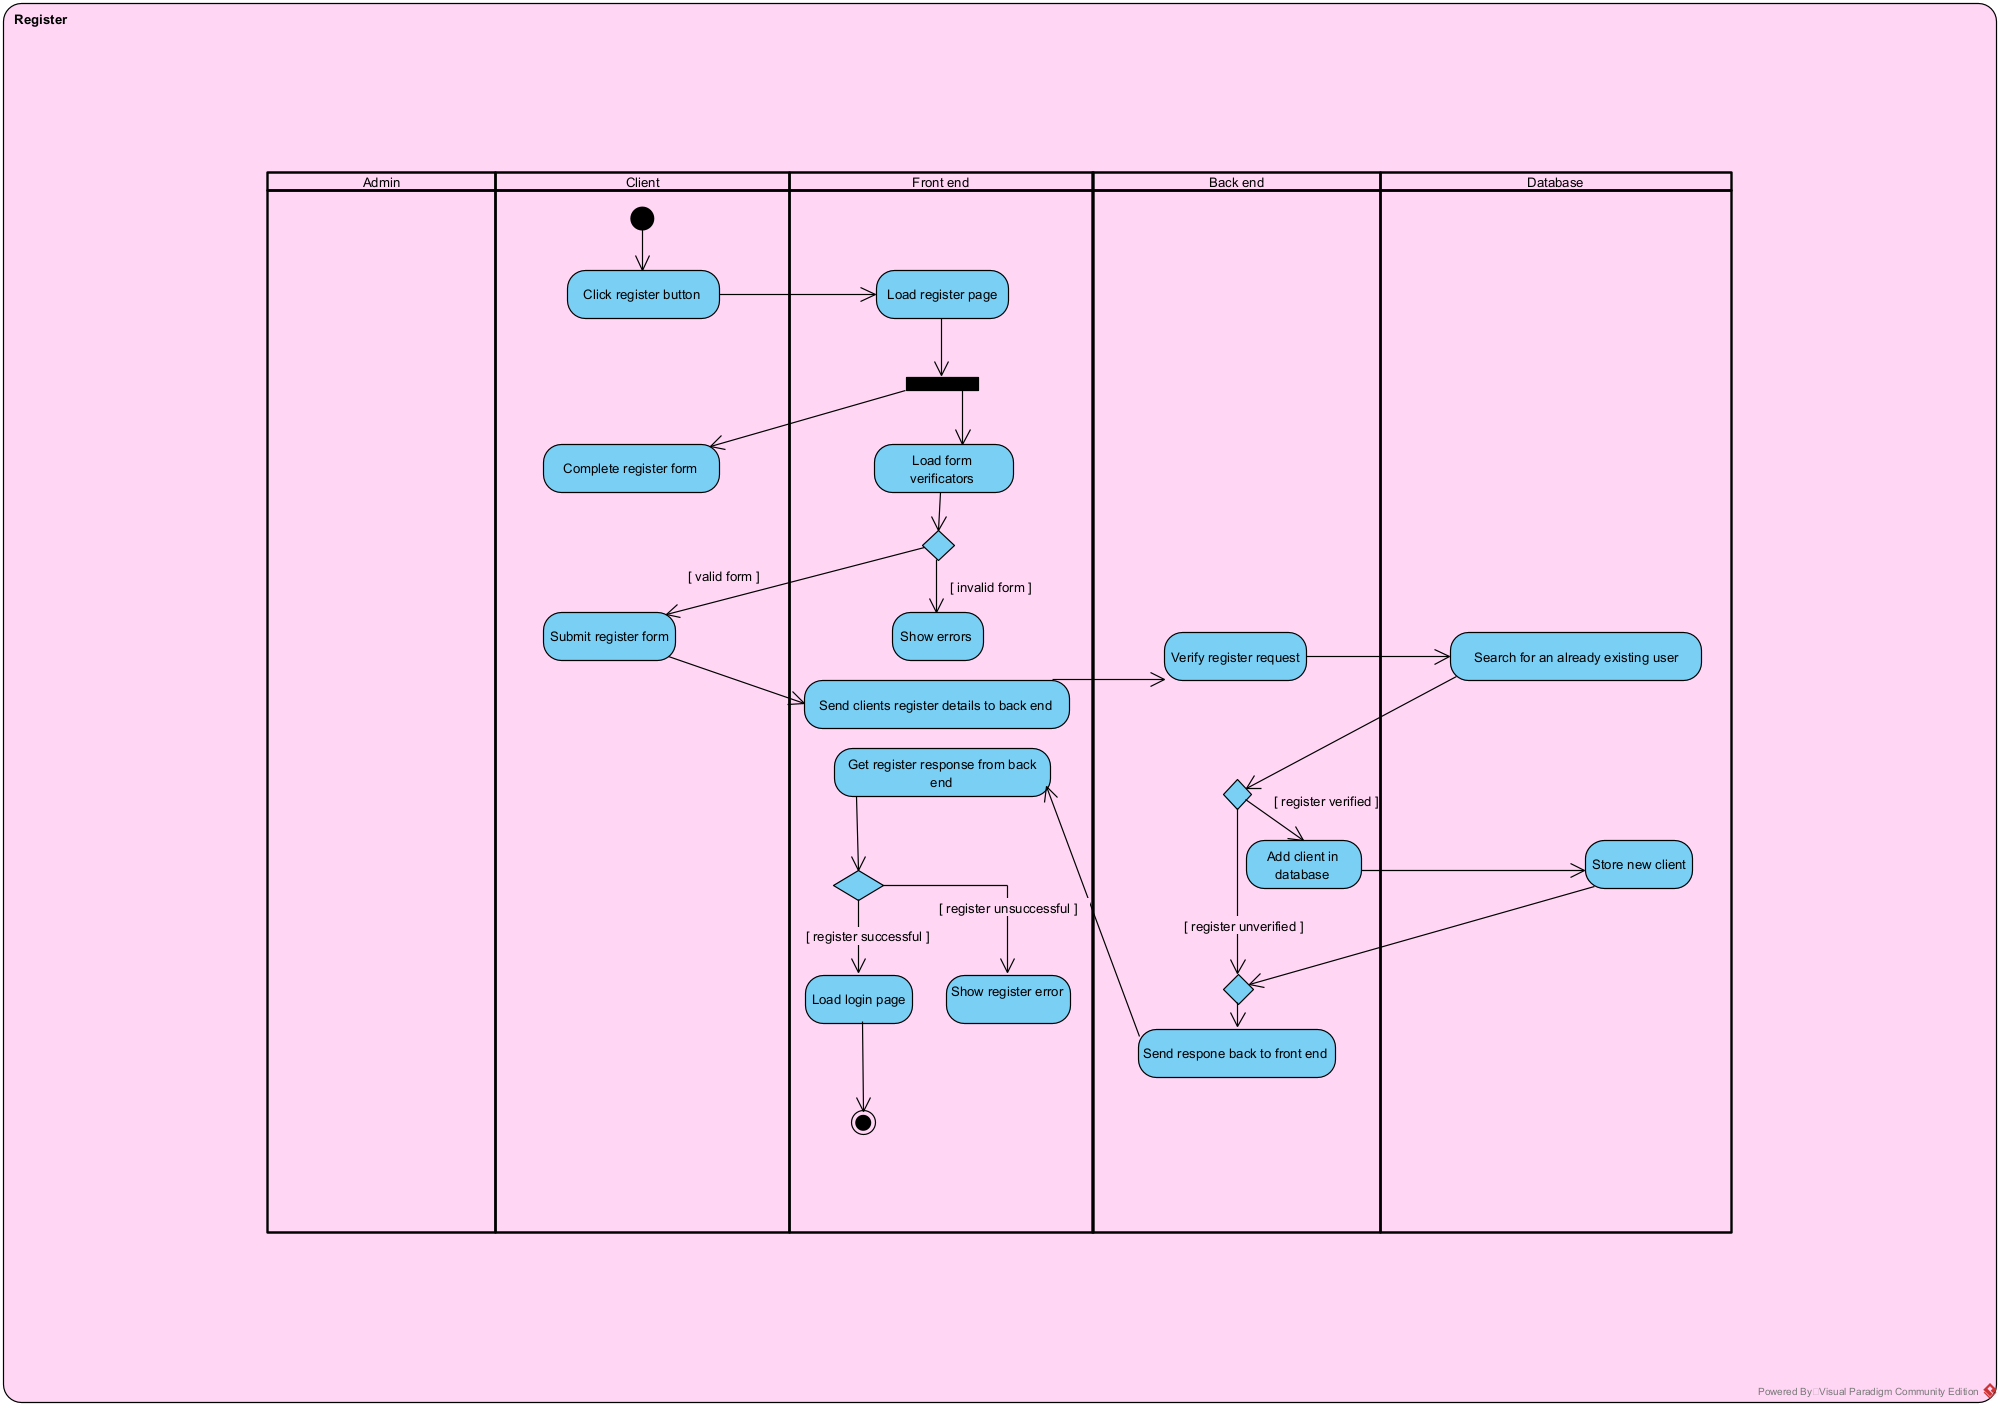 Register
Admin
Client
Front end
Back end
Database
Click register button
Load register page
Complete register form
Load form
verificators
[ valid form ]
[ invalid form ]
Submit register form
Show errors
Verify register request
Search for an already existing user
Send clients register details to back end
Get register response from back
end
[ register verified ]
Add client in
database
Store new client
[ register unsuccessful ]
[ register unverified ]
[ register successful ]
Load login page
Show register error
Send respone back to front end
Powered By Visual Paradigm Community Edition